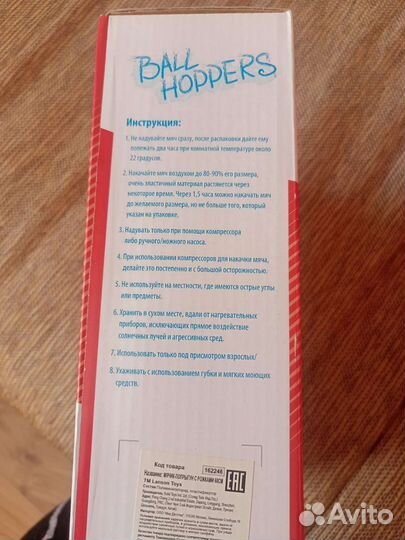 BALL
HOPPERS
Инструкция:
1. Не надувайте мяч сразу, после распаковки дайте ему
полежать два часа при комнатной температуре около
22 градусов.
2. Накачайте мяч воздухом до 80-90% его размера,
очень эластичный материал растянется через
некоторое время. Через 1,5 часа можно накачать мяч
до желаемого размера, но не больше того, который
указан на упаковке.
3. Надувать только при помощи компрессора
либо ручного/ножного насоса.
4. При использовании компрессоров для накачки мяча,
делайте это постепенно и с большой осторожностью.
5. Не используйте на местности, где имеются острые углы
или предметы.
6. Хранить в сухом месте, вдали от нагревательных
приборов, исключающих прямое воздействие
солнечных лучей и агрессивных сред.
7. Использовать только под присмотром взрослых/
8. Ухаживать с использованием губки и мягких моющих
средств.
Код товара
162246
Название: МЯЧИК-ПОПРЫГУН С РОЖКАМИ
TM Lanson Toys
EAC
Avito